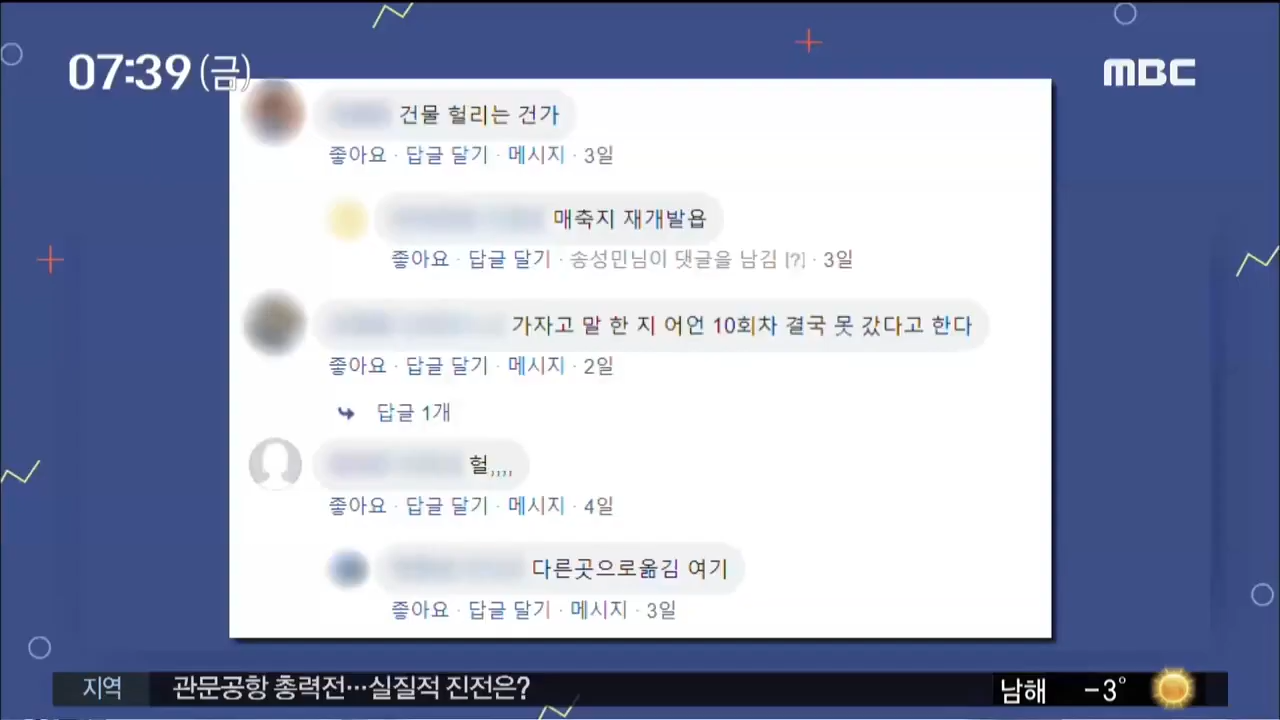 07:39(금)
MBC
건물 헐리는 건가
좋아요 · 답글 달기 · 메시지 · 3일
매축지 재개발욥
좋아요 · 답글 달기 · 송성민님이 댓글을 남김 [?] · 3일
가자고 말 한 지 어언 10회차 결국 못 갔다고 한다
좋아요 · 답글 달기 · 메시지 · 2일
답글 1개
헐,,,,
좋아요 · 답글 달기 · 메시지 · 4일
다른곳으로옮김 여기
좋아요 · 답글 달기 · 메시지 · 3일
지역 관문공항 총력전…실질적 진전은? 남해 -3°